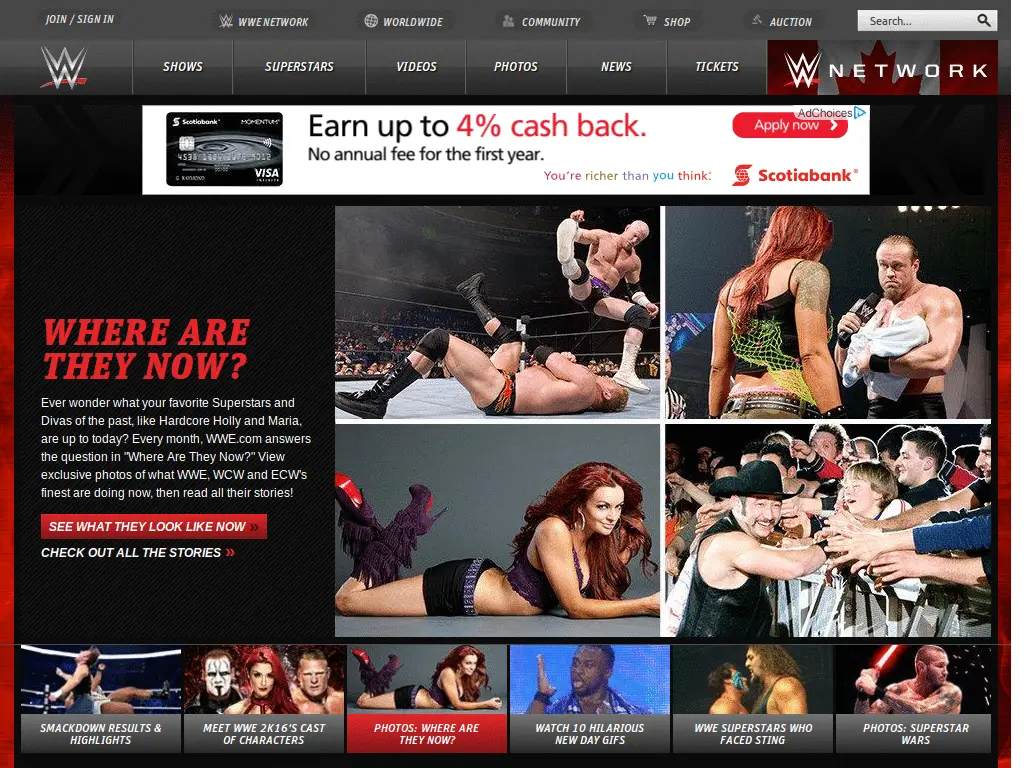 JOIN / SIGN IN
WWE NETWORK
WORLDWIDE
COMMUNITY
SHOP
AUCTION
Search...
W
SHOWS
SUPERSTARS
VIDEOS
PHOTOS
NEWS
TICKETS
W NETWORK
Scotiabank
MOMENTUM
VISA
INFINITE
Earn up to 4% cash back.
No annual fee for the first year.
AdChoices
Apply now
You're richer than you think.
Scotiabank
WHERE ARE
THEY NOW?
Ever wonder what your favorite Superstars and
Divas of the past, like Hardcore Holly and Maria,
are up to today? Every month, WWE.com answers
the question in "Where Are They Now?" View
exclusive photos of what WWE, WCW and ECW's
finest are doing now, then read all their stories!
SEE WHAT THEY LOOK LIKE NOW »
CHECK OUT ALL THE STORIES »
SMACKDOWN RESULTS &
HIGHLIGHTS
MEET WWE 2K16'S CAST
OF CHARACTERS
PHOTOS: WHERE ARE
THEY NOW?
WATCH 10 HILARIOUS
NEW DAY GIFS
WWE SUPERSTARS WHO
FACED STING
PHOTOS: SUPERSTAR
WARS